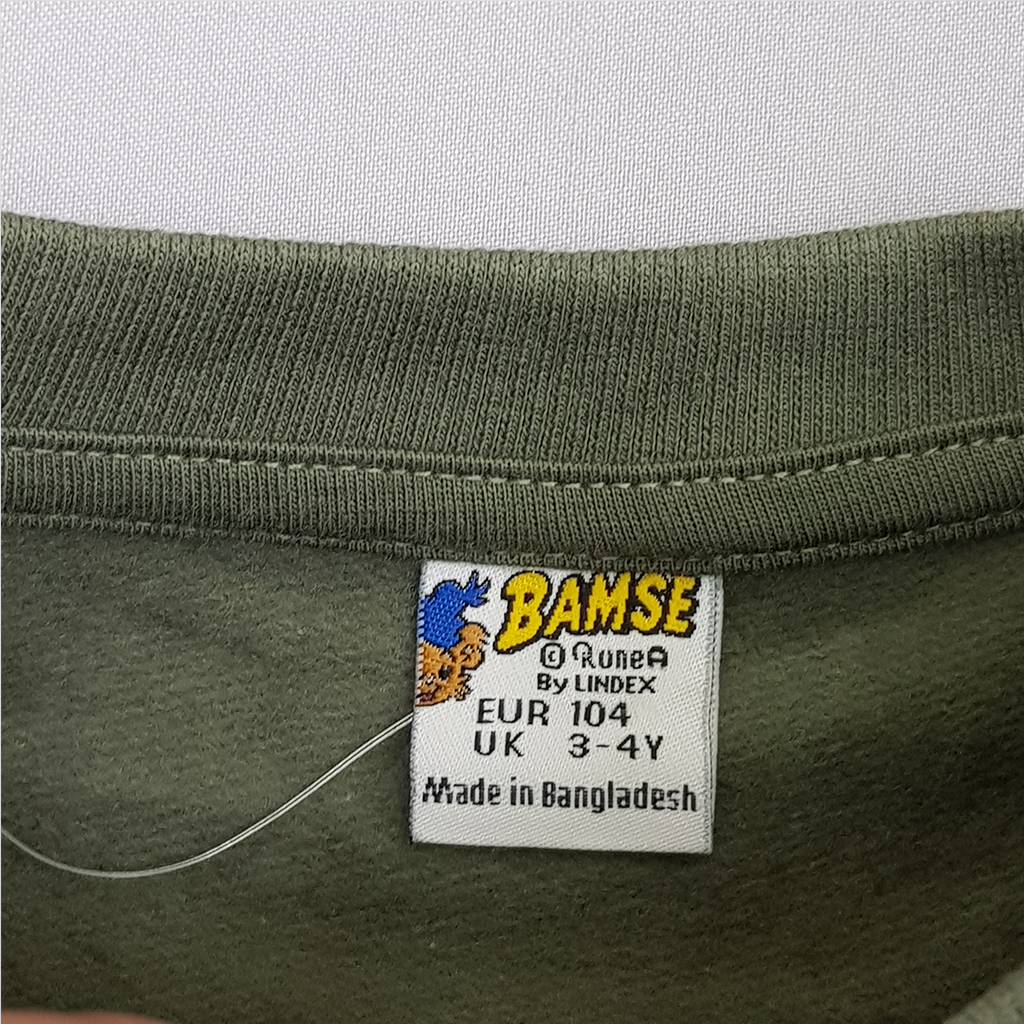 BAMSE
© RuneA
By LINDEX
EUR 104
UK 3-4Y
Made in Bangladesh